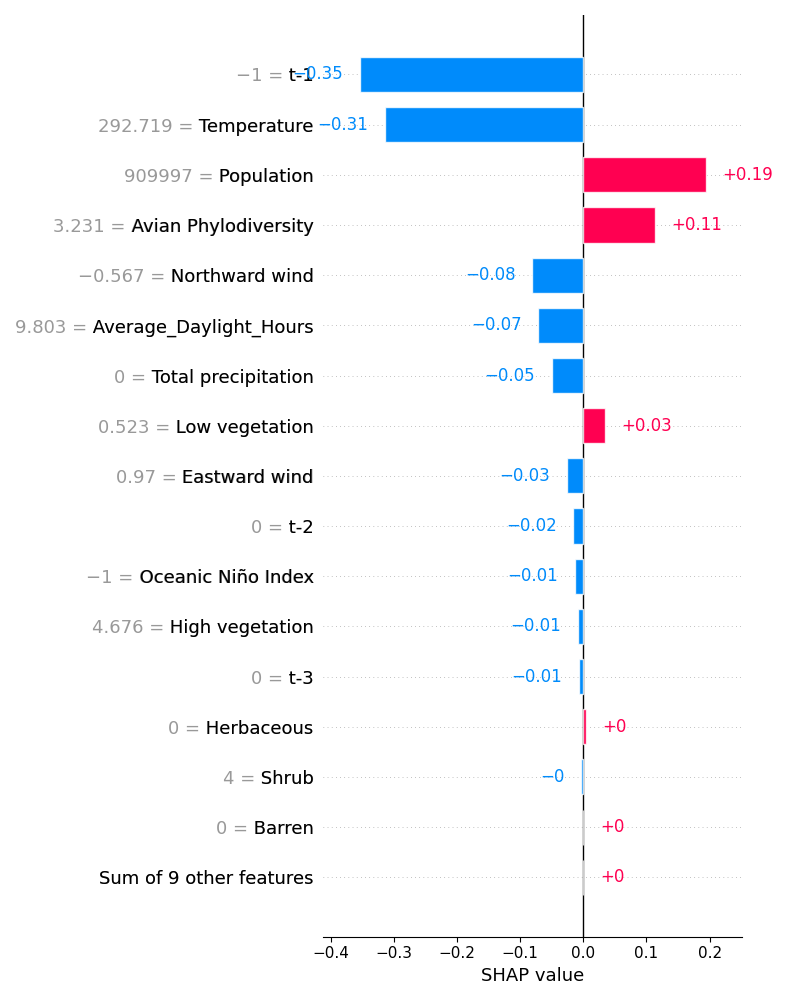 −1 = t-1 −0.35
292.719 = Temperature −0.31
909997 = Population +0.19
3.231 = Avian Phylodiversity +0.11
−0.567 = Northward wind −0.08
9.803 = Average_Daylight_Hours −0.07
0 = Total precipitation −0.05
0.523 = Low vegetation +0.03
0.97 = Eastward wind −0.03
0 = t-2 −0.02
−1 = Oceanic Niño Index −0.01
4.676 = High vegetation −0.01
0 = t-3 −0.01
0 = Herbaceous +0
4 = Shrub −0
0 = Barren +0
Sum of 9 other features +0
−0.4 −0.3 −0.2 −0.1 0.0 0.1 0.2
SHAP value